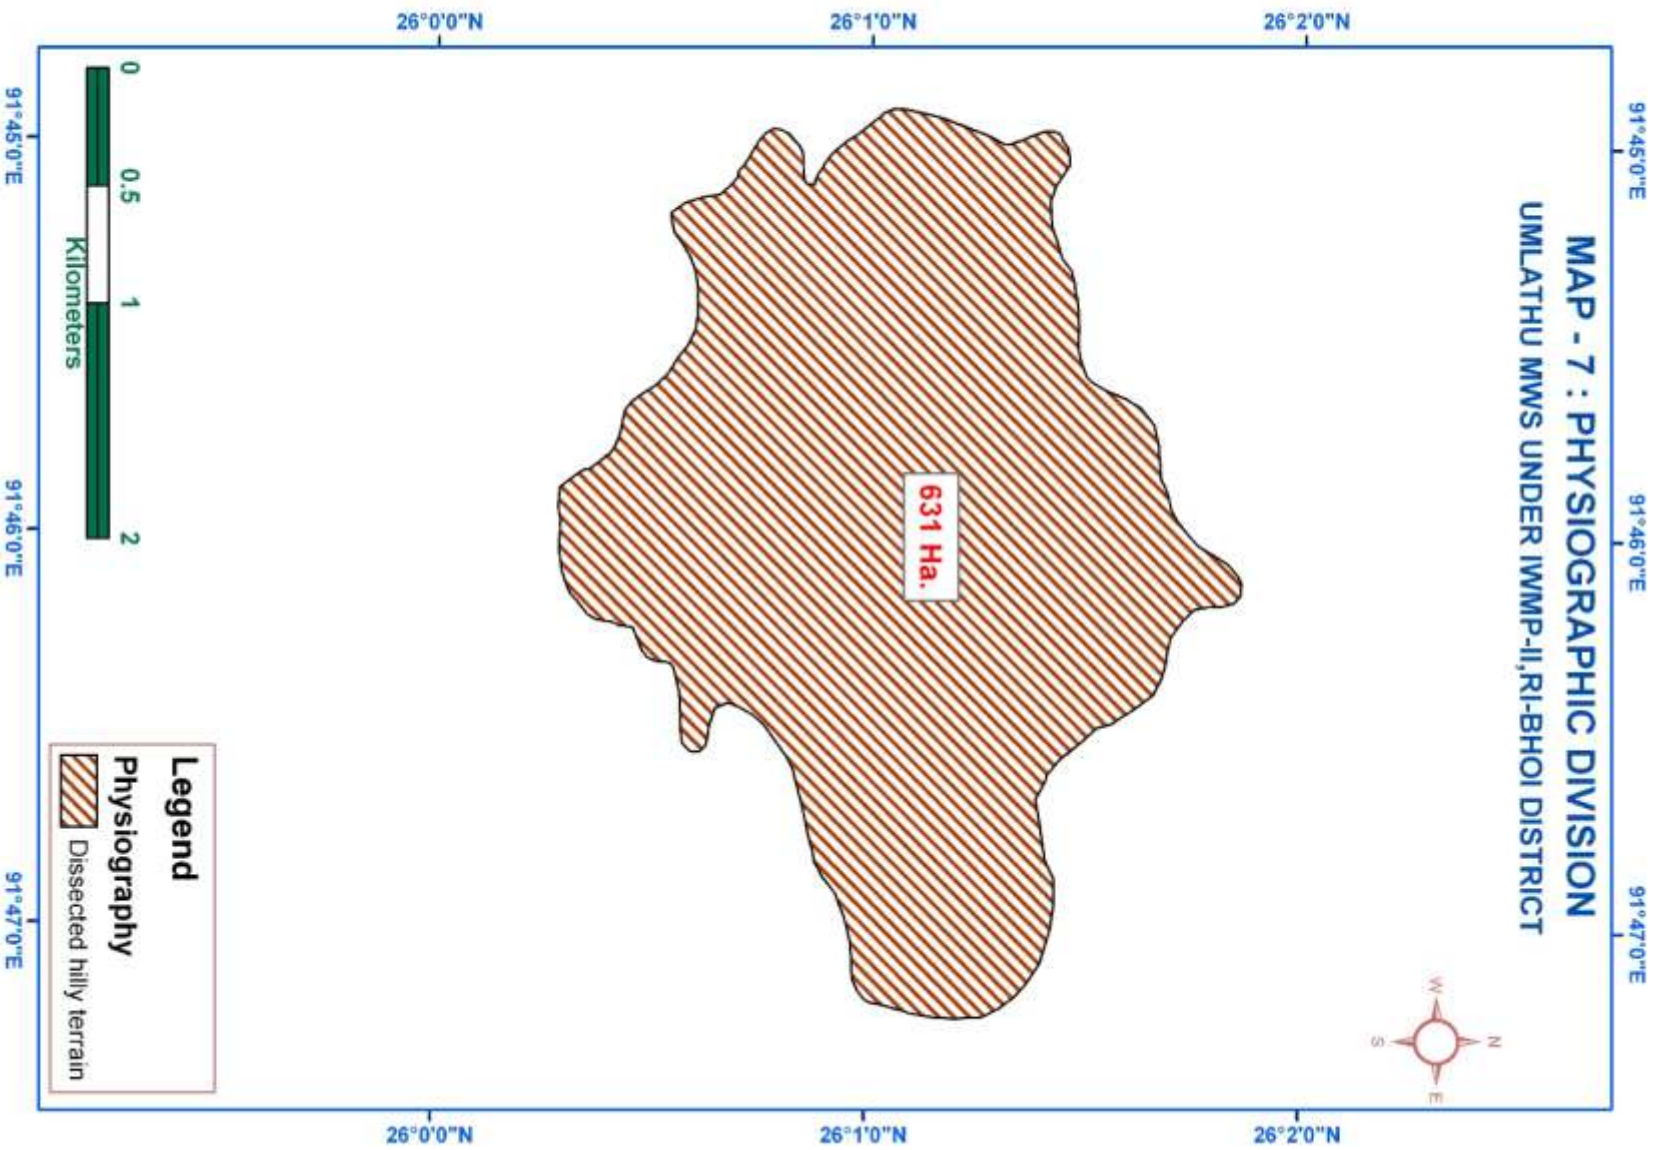 MAP - 7 : PHYSIOGRAPHIC DIVISION
UMLATHU MWS UNDER IWMP-II,RI-BHOI DISTRICT
91°45'0"E
91°46'0"E
91°47'0"E
26°2'0"N
26°2'0"N
26°1'0"N
26°1'0"N
26°0'0"N
26°0'0"N
N
W
E
S
631 Ha.
Legend
Physiography
Dissected hilly terrain
0
0.5
1
2
Kilometers
91°45'0"E
91°46'0"E
91°47'0"E